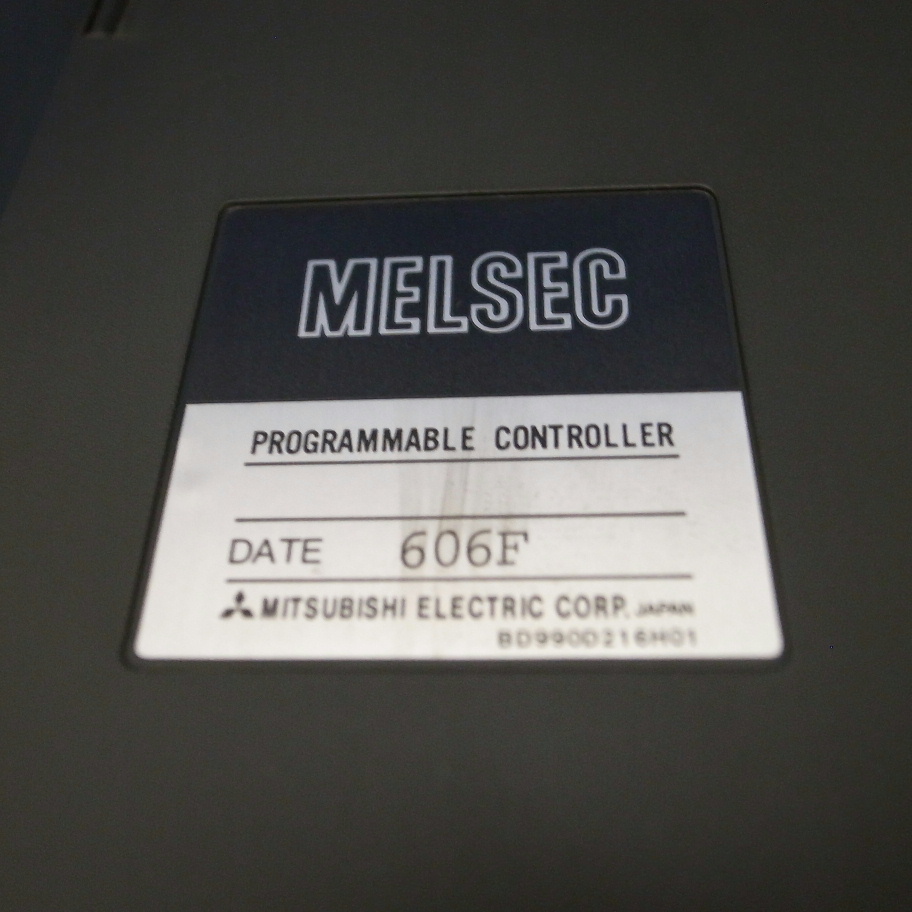 MELSEC
PROGRAMMABLE CONTROLLER
DATE 606F
MITSUBISHI ELECTRIC CORP. JAPAN
BD990D216H01